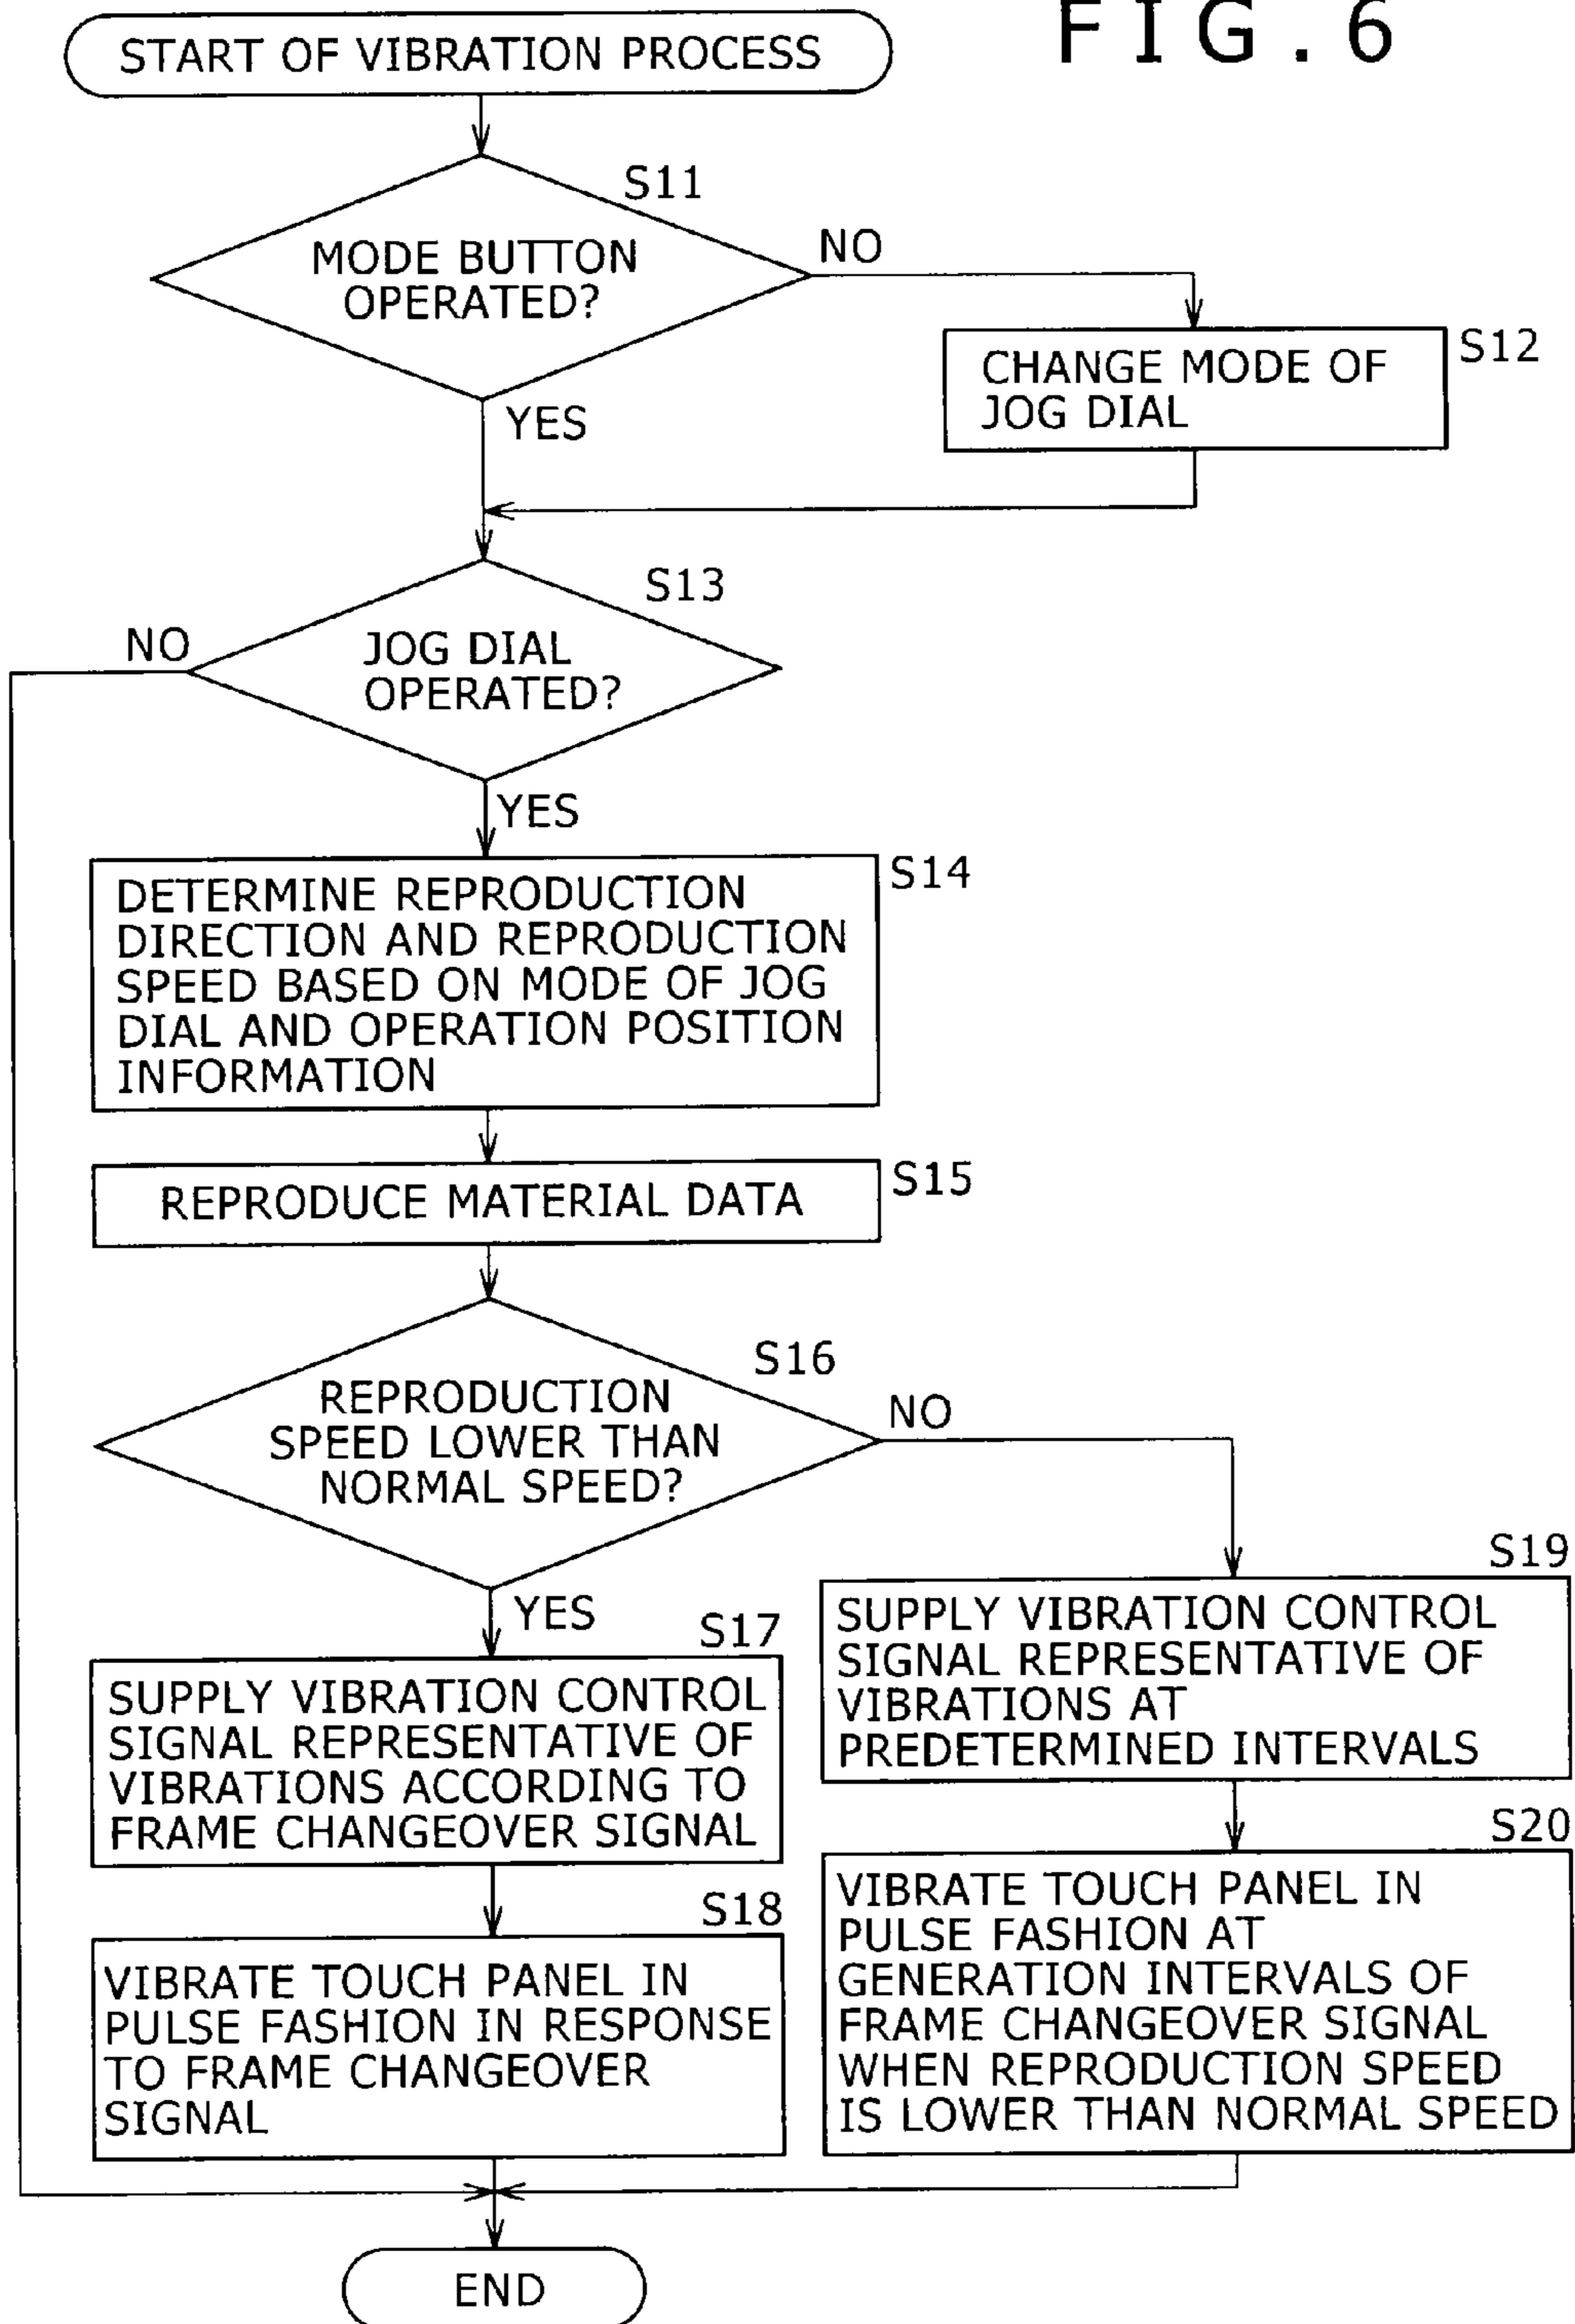 FIG.6
START OF VIBRATION PROCESS
S11
MODE BUTTON
OPERATED?
NO
YES
S12
CHANGE MODE OF
JOG DIAL
S13
NO
JOG DIAL
OPERATED?
YES
S14
DETERMINE REPRODUCTION
DIRECTION AND REPRODUCTION
SPEED BASED ON MODE OF JOG
DIAL AND OPERATION POSITION
INFORMATION
S15
REPRODUCE MATERIAL DATA
S16
REPRODUCTION
SPEED LOWER THAN
NORMAL SPEED?
NO
YES
S17
SUPPLY VIBRATION CONTROL
SIGNAL REPRESENTATIVE OF
VIBRATIONS ACCORDING TO
FRAME CHANGEOVER SIGNAL
S18
VIBRATE TOUCH PANEL IN
PULSE FASHION IN RESPONSE
TO FRAME CHANGEOVER
SIGNAL
S19
SUPPLY VIBRATION CONTROL
SIGNAL REPRESENTATIVE OF
VIBRATIONS AT
PREDETERMINED INTERVALS
S20
VIBRATE TOUCH PANEL IN
PULSE FASHION AT
GENERATION INTERVALS OF
FRAME CHANGEOVER SIGNAL
WHEN REPRODUCTION SPEED
IS LOWER THAN NORMAL SPEED
END